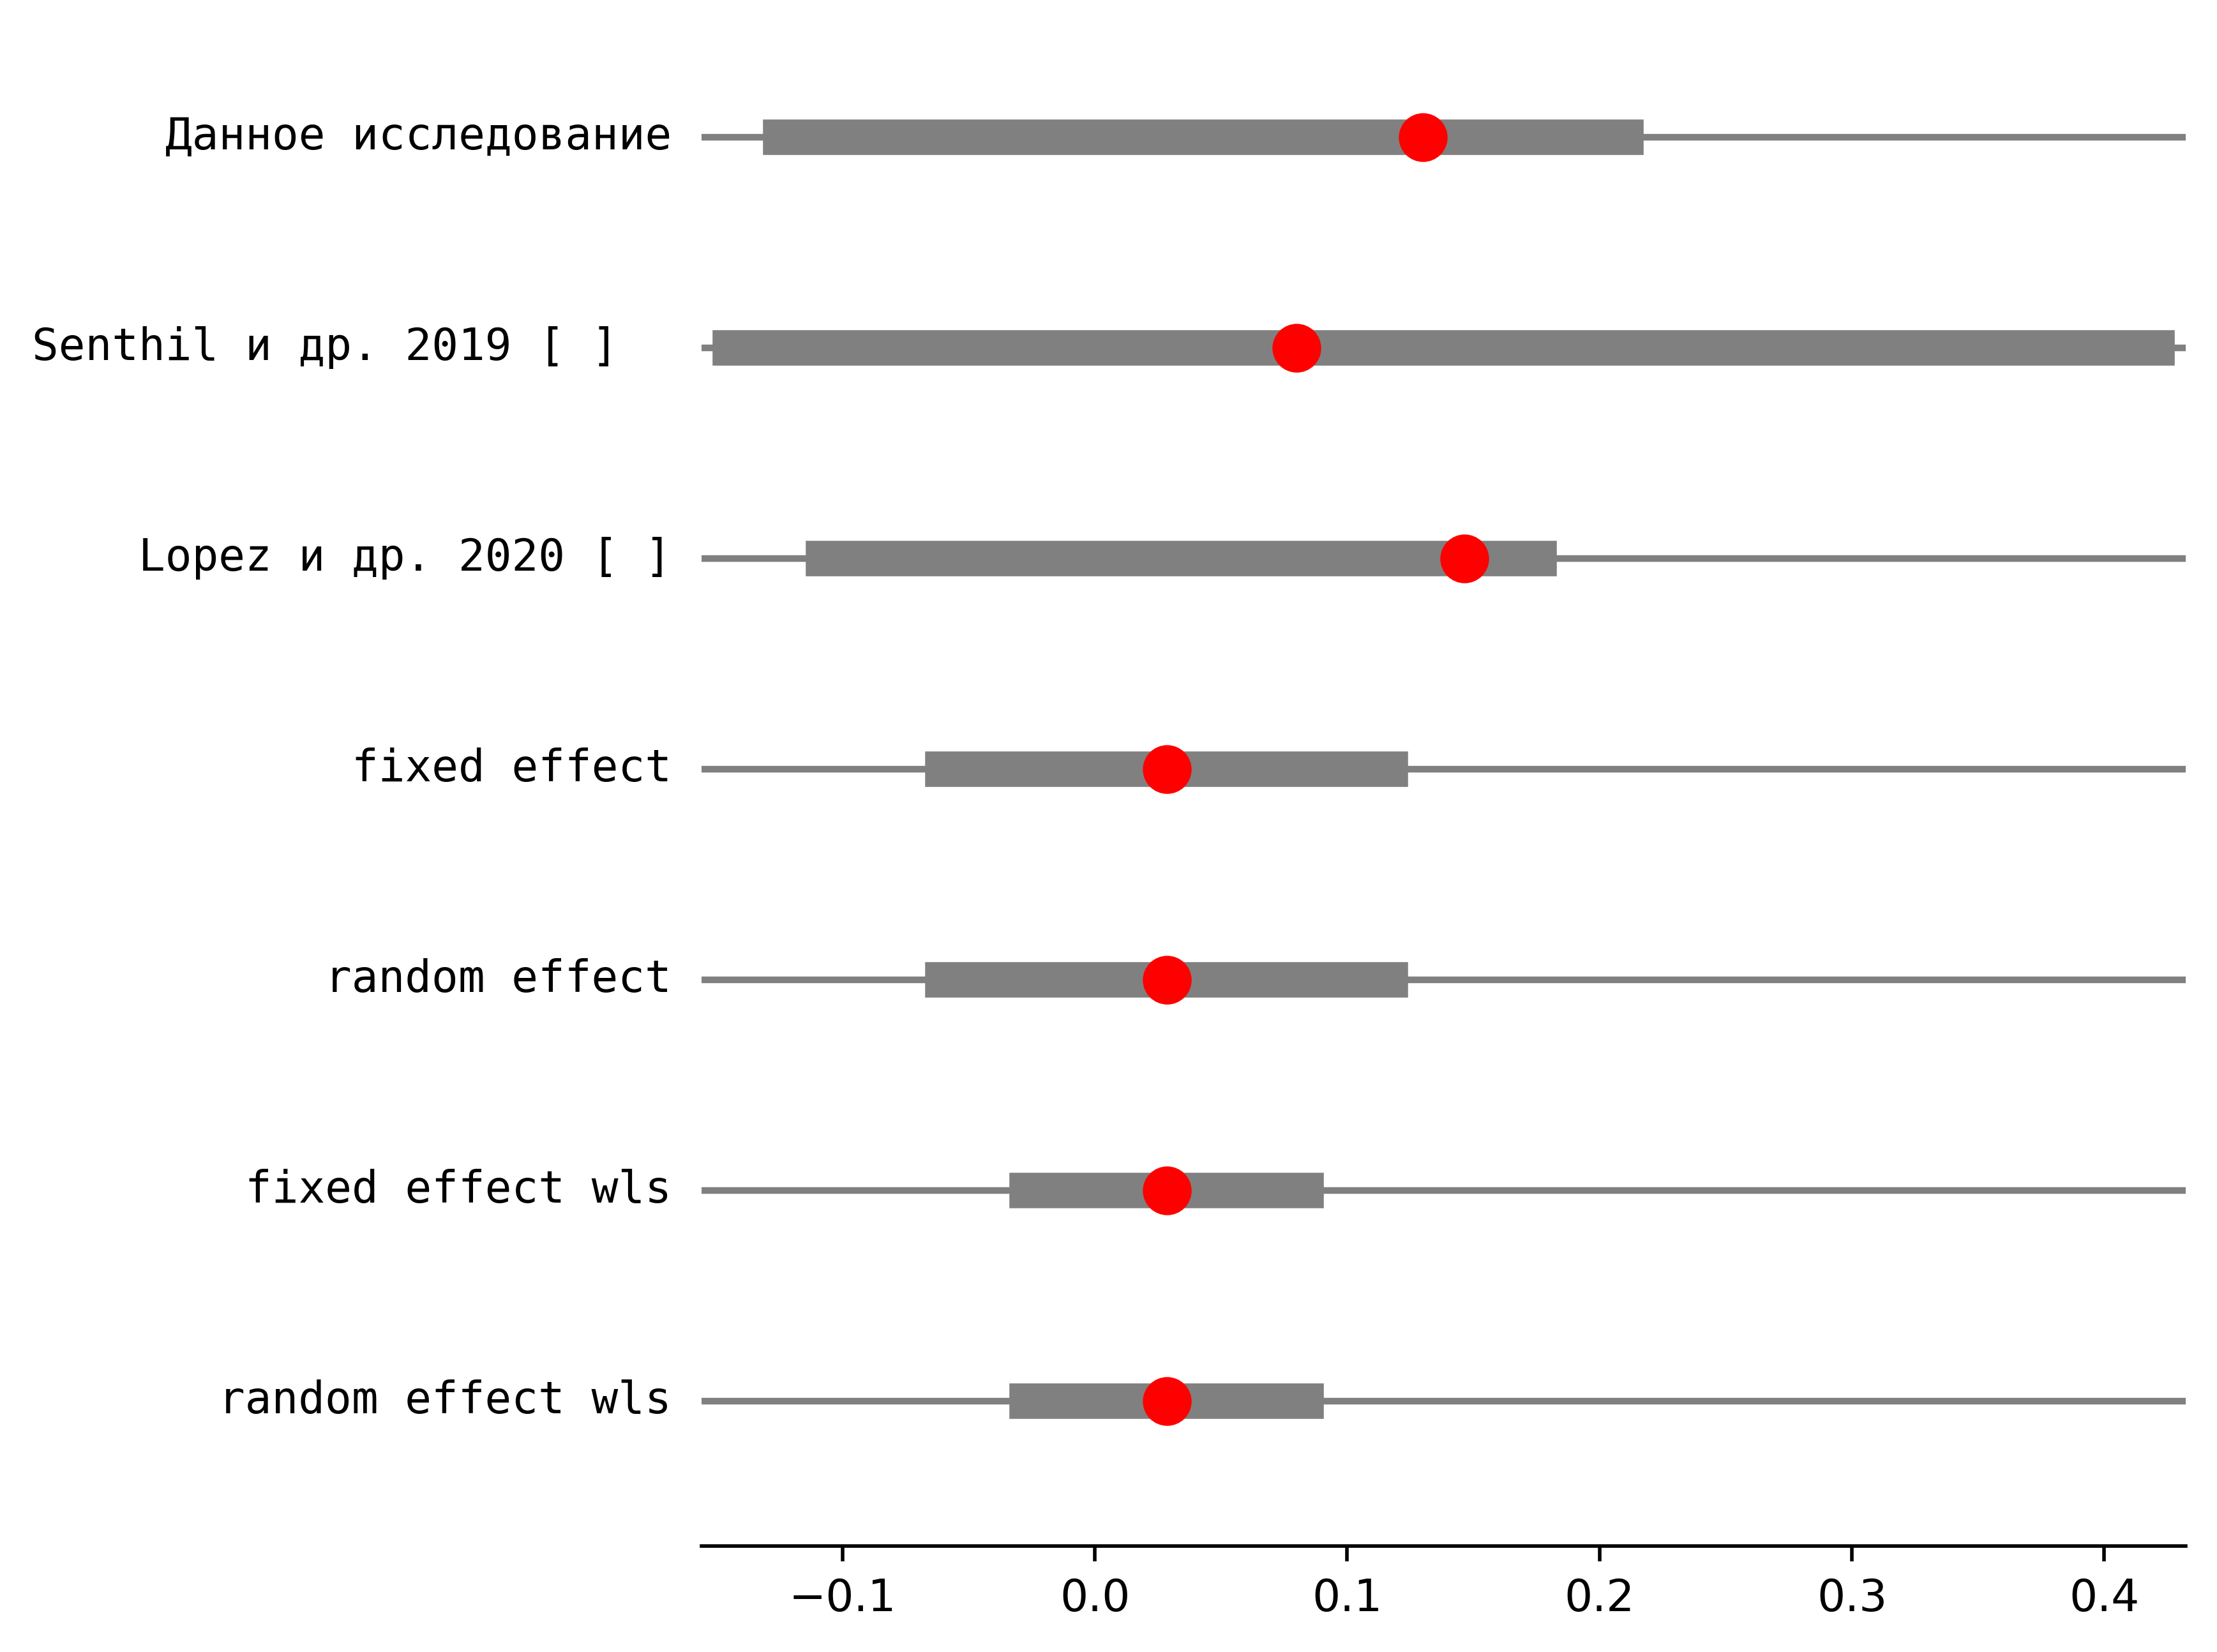 Данное исследование
Senthil и др. 2019 [ ]
Lopez и др. 2020 [ ]
fixed effect
random effect
fixed effect wls
random effect wls
−0.1 0.0 0.1 0.2 0.3 0.4